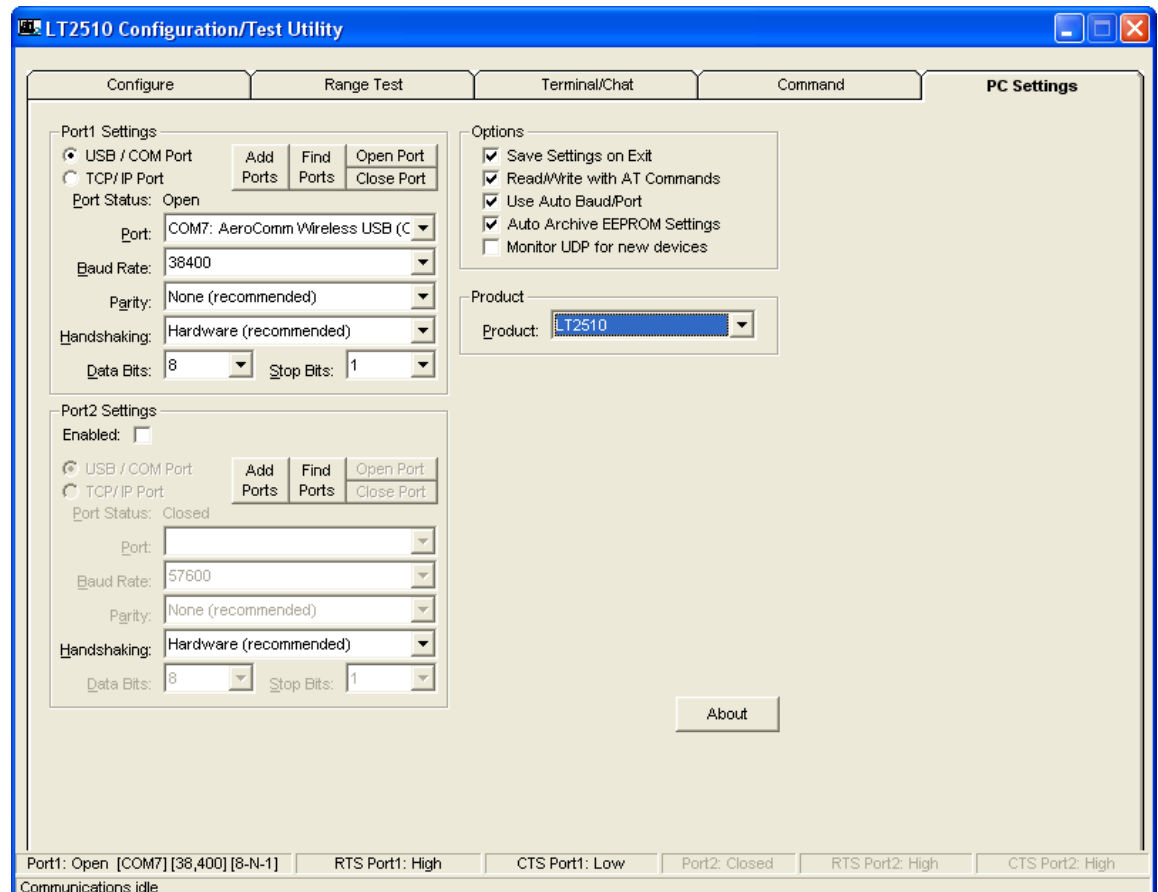 LT2510 Configuration/Test Utility
Configure Range Test Terminal/Chat Command PC Settings
Port1 Settings
USB / COM Port
TCP/IP Port
Add Ports
Find Ports
Open Port
Close Port
Port Status: Open
Port: COM7: AeroComm Wireless USB (C
Baud Rate: 38400
Parity: None (recommended)
Handshaking: Hardware (recommended)
Data Bits: 8 Stop Bits: 1
Options
Save Settings on Exit
Read/Write with AT Commands
Use Auto Baud/Port
Auto Archive EEPROM Settings
Monitor UDP for new devices
Product
Product: LT2510
Port2 Settings
Enabled:
USB / COM Port
TCP/IP Port
Add Ports
Find Ports
Open Port
Close Port
Port Status: Closed
Port:
Baud Rate: 57600
Parity: None (recommended)
Handshaking: Hardware (recommended)
Data Bits: 8 Stop Bits: 1
About
Port1: Open [COM7] [38,400] [8-N-1] RTS Port1: High CTS Port1: Low Port2: Closed RTS Port2: High CTS Port2: High
Communications idle